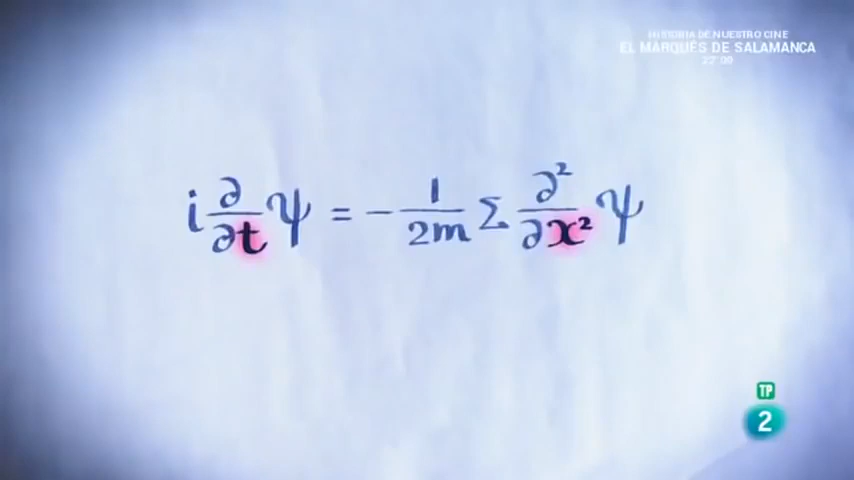 HISTORIA DE NUESTRO CINE
EL MARQUÉS DE SALAMANCA
22:00
i ∂/∂t ψ = - 1/2m Σ ∂²/∂x² ψ
TP
2